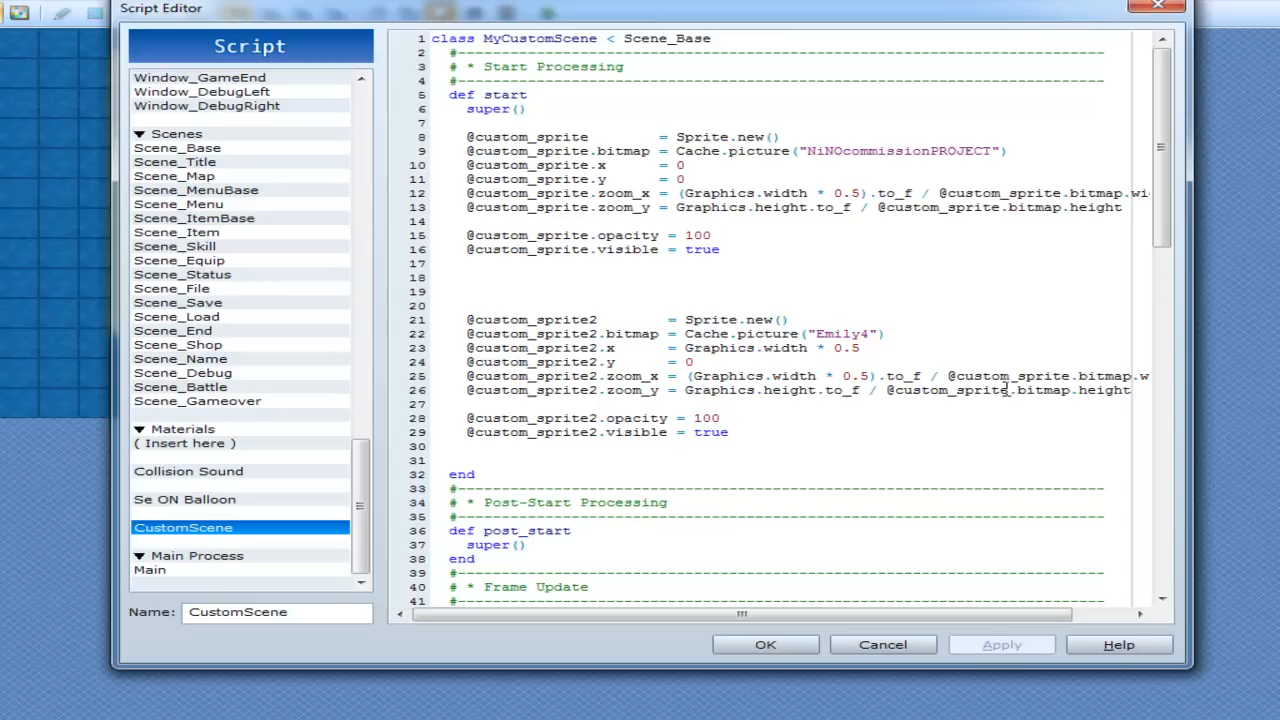 Script Editor
Script
Window_GameEnd
Window_DebugLeft
Window_DebugRight
▼ Scenes
Scene_Base
Scene_Title
Scene_Map
Scene_MenuBase
Scene_Menu
Scene_ItemBase
Scene_Item
Scene_Skill
Scene_Equip
Scene_Status
Scene_File
Scene_Save
Scene_Load
Scene_End
Scene_Shop
Scene_Name
Scene_Debug
Scene_Battle
Scene_Gameover
▼ Materials
( Insert here )
Collision Sound
Se ON Balloon
CustomScene
▼ Main Process
Main
Name: CustomScene
1 class MyCustomScene < Scene_Base
2 #--------------------------------------------------------------------------
3 # * Start Processing
4 #--------------------------------------------------------------------------
5 def start
6 super()
7
8 @custom_sprite = Sprite.new()
9 @custom_sprite.bitmap = Cache.picture("NiNOcommissionPROJECT")
10 @custom_sprite.x = 0
11 @custom_sprite.y = 0
12 @custom_sprite.zoom_x = (Graphics.width * 0.5).to_f / @custom_sprite.bitmap.wi
13 @custom_sprite.zoom_y = Graphics.height.to_f / @custom_sprite.bitmap.height
14
15 @custom_sprite.opacity = 100
16 @custom_sprite.visible = true
17
18
19
20
21 @custom_sprite2 = Sprite.new()
22 @custom_sprite2.bitmap = Cache.picture("Emily4")
23 @custom_sprite2.x = Graphics.width * 0.5
24 @custom_sprite2.y = 0
25 @custom_sprite2.zoom_x = (Graphics.width * 0.5).to_f / @custom_sprite.bitmap.w
26 @custom_sprite2.zoom_y = Graphics.height.to_f / @custom_sprite.bitmap.height
27
28 @custom_sprite2.opacity = 100
29 @custom_sprite2.visible = true
30
31
32 end
33 #--------------------------------------------------------------------------
34 # * Post-Start Processing
35 #--------------------------------------------------------------------------
36 def post_start
37 super()
38 end
39 #--------------------------------------------------------------------------
40 # * Frame Update
41 #--------------------------------------------------------------------------
OK Cancel Apply Help